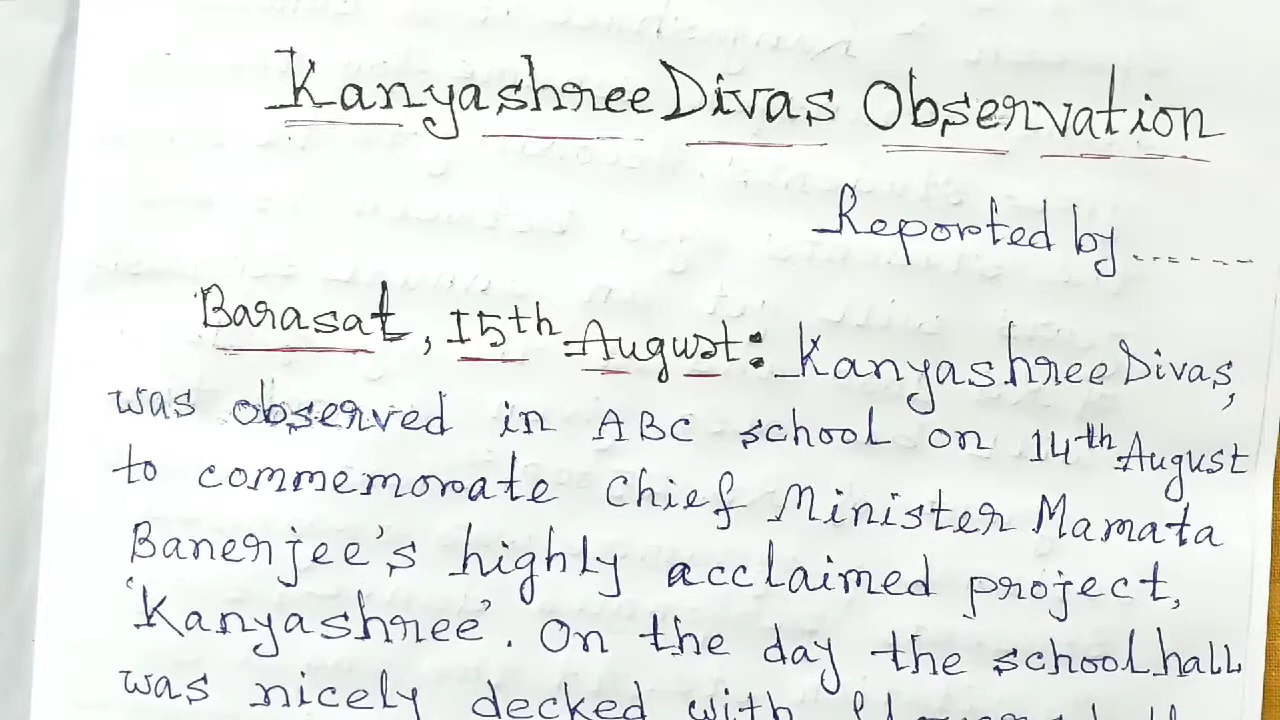 Kanyashree Divas Observation
Reported by.......
Barasat, 15th August: Kanyashree Divas,
was observed in ABC school on 14th August
to commemorate Chief Minister Mamata
Banerjee's highly acclaimed project,
'Kanyashree'. On the day the school hall
was nicely decked with